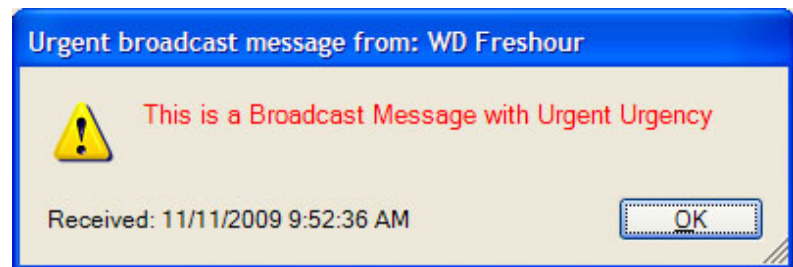 Urgent broadcast message from: WD Freshour
This is a Broadcast Message with Urgent Urgency
Received: 11/11/2009 9:52:36 AM
OK